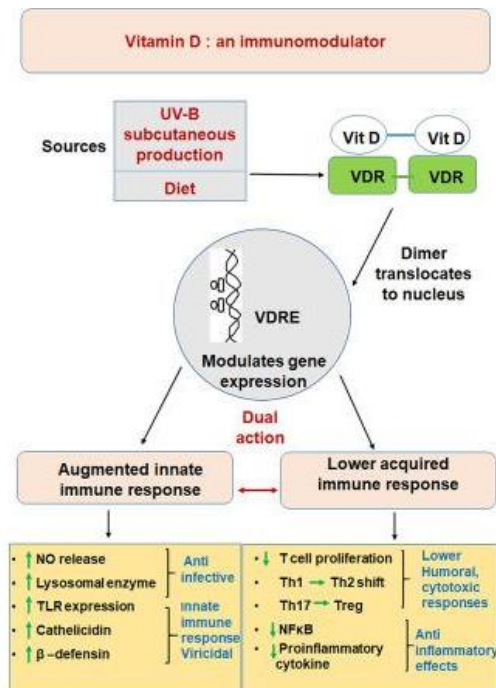 Vitamin D : an immunomodulator
Sources
UV-B
subcutaneous
production
Diet
Vit D
Vit D
VDR
VDR
Dimer
translocates
to nucleus
VDRE
Modulates gene
expression
Dual
action
Augmented innate
immune response
Lower acquired
immune response
• ↑ NO release
• ↑ Lysosomal enzyme
• ↑ TLR expression
• ↑ Cathelicidin
• ↑ β – defensin
Anti
infective
Innate
immune
response
Viricidal
• ↓ T cell proliferation
• Th1 → Th2 shift
• Th17 → Treg
• ↓ NFκB
• ↓ Proinflammatory
cytokine
Lower
Humoral,
cytotoxic
responses
Anti
inflammatory
effects